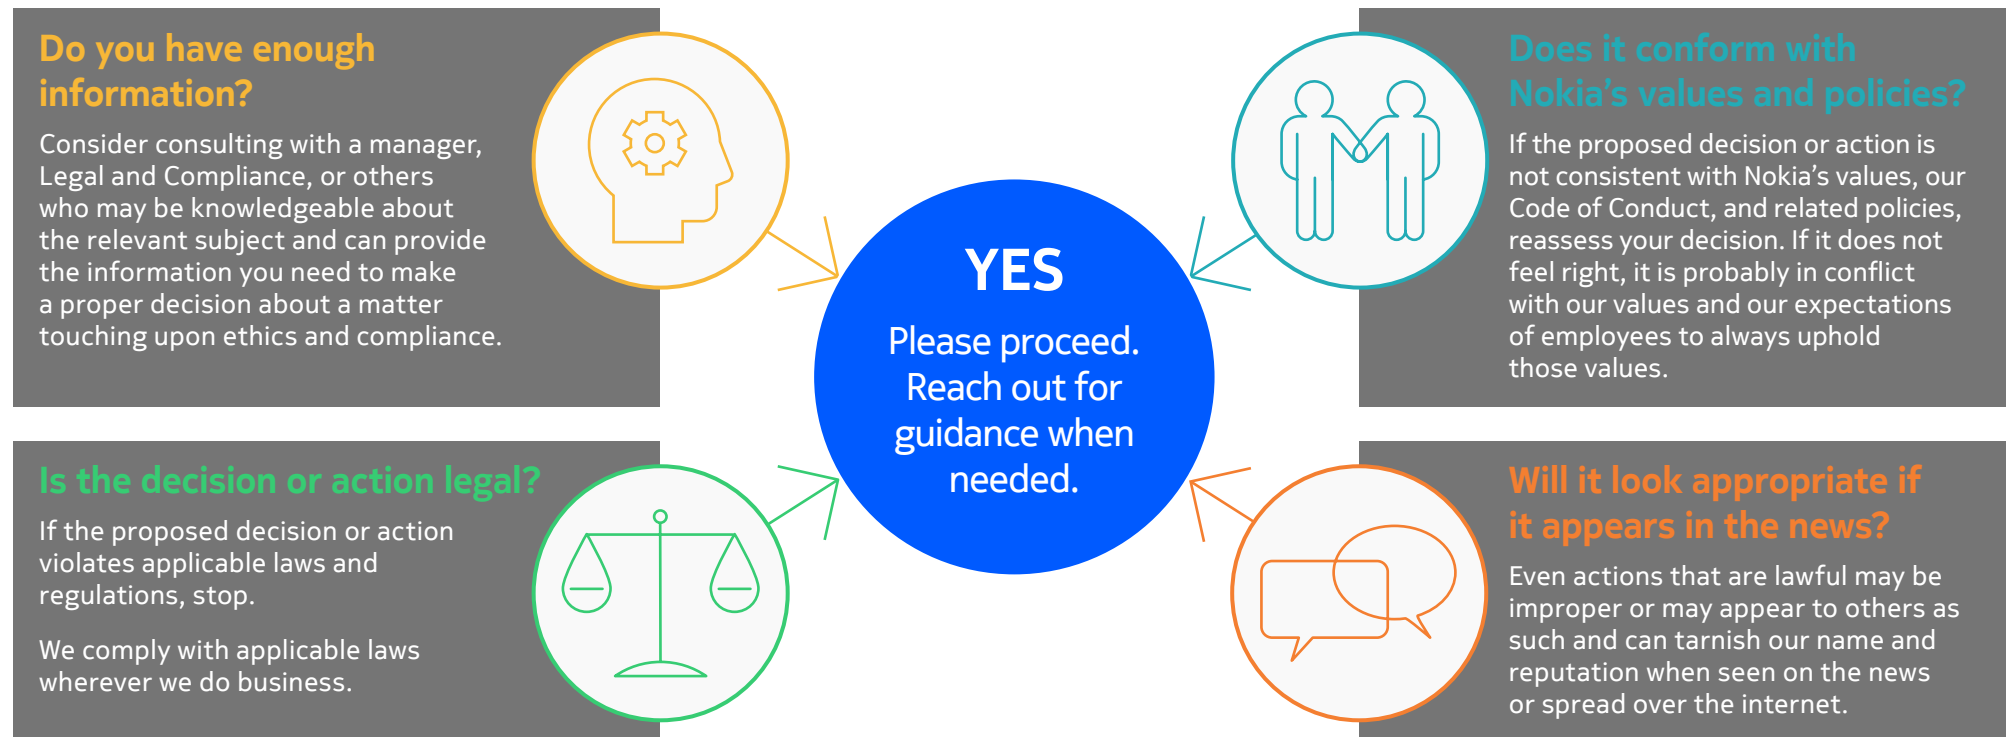 Do you have enough
information?
Consider consulting with a manager,
Legal and Compliance, or others
who may be knowledgeable about
the relevant subject and can provide
the information you need to make
a proper decision about a matter
touching upon ethics and compliance.
Is the decision or action legal?
If the proposed decision or action
violates applicable laws and
regulations, stop.
We comply with applicable laws
wherever we do business.
YES
Please proceed.
Reach out for
guidance when
needed.
Does it conform with
Nokia’s values and policies?
If the proposed decision or action is
not consistent with Nokia’s values, our
Code of Conduct, and related policies,
reassess your decision. If it does not
feel right, it is probably in conflict
with our values and our expectations
of employees to always uphold
those values.
Will it look appropriate if
it appears in the news?
Even actions that are lawful may be
improper or may appear to others as
such and can tarnish our name and
reputation when seen on the news
or spread over the internet.